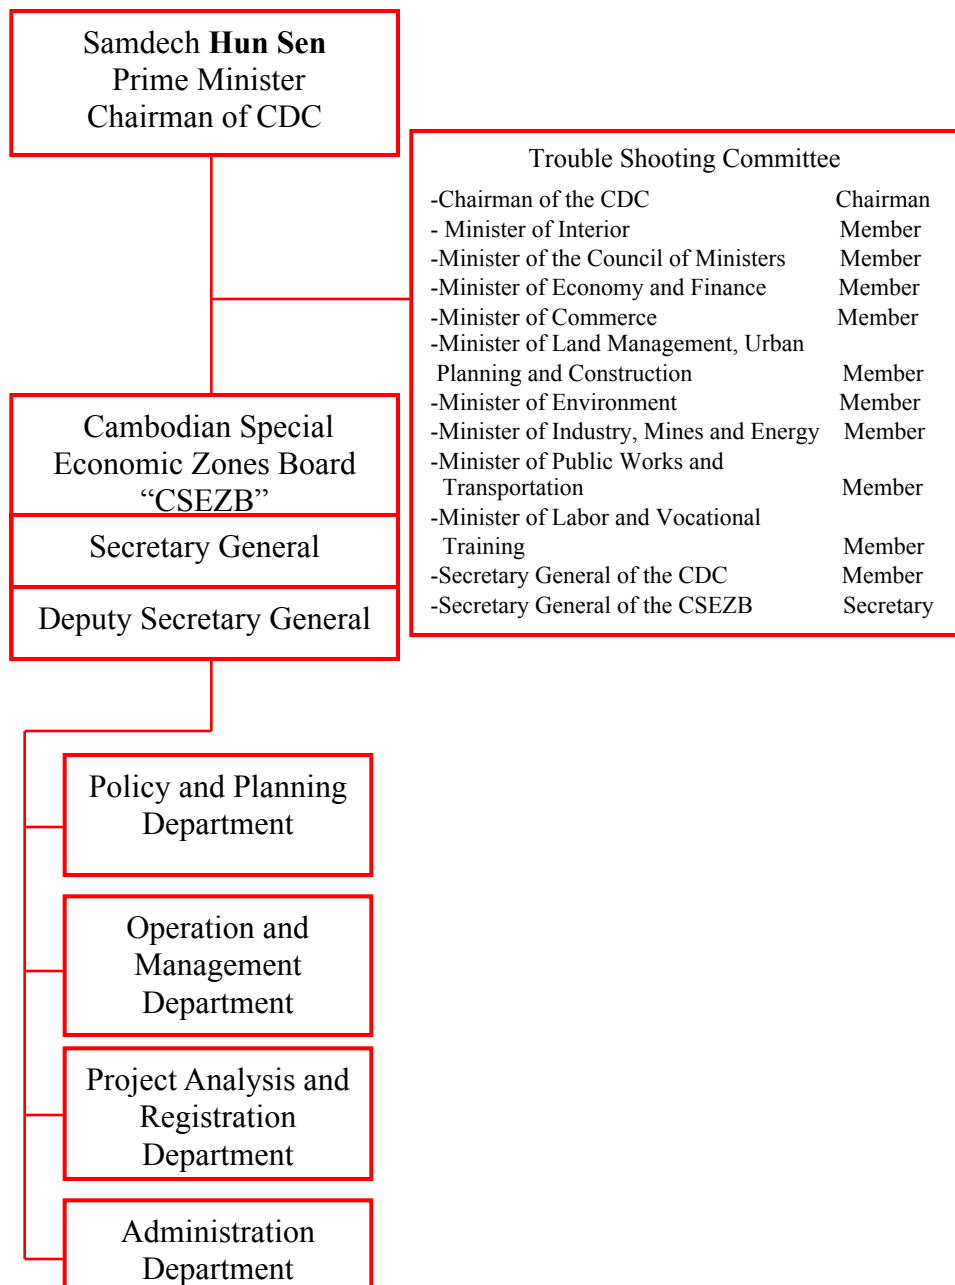 Samdech Hun Sen
Prime Minister
Chairman of CDC
Trouble Shooting Committee
-Chairman of the CDC Chairman
- Minister of Interior Member
-Minister of the Council of Ministers Member
-Minister of Economy and Finance Member
-Minister of Commerce Member
-Minister of Land Management, Urban
Planning and Construction Member
-Minister of Environment Member
-Minister of Industry, Mines and Energy Member
-Minister of Public Works and
Transportation Member
-Minister of Labor and Vocational
Training Member
-Secretary General of the CDC Member
-Secretary General of the CSEZB Secretary
Cambodian Special
Economic Zones Board
“CSEZB”
Secretary General
Deputy Secretary General
Policy and Planning
Department
Operation and
Management
Department
Project Analysis and
Registration
Department
Administration
Department